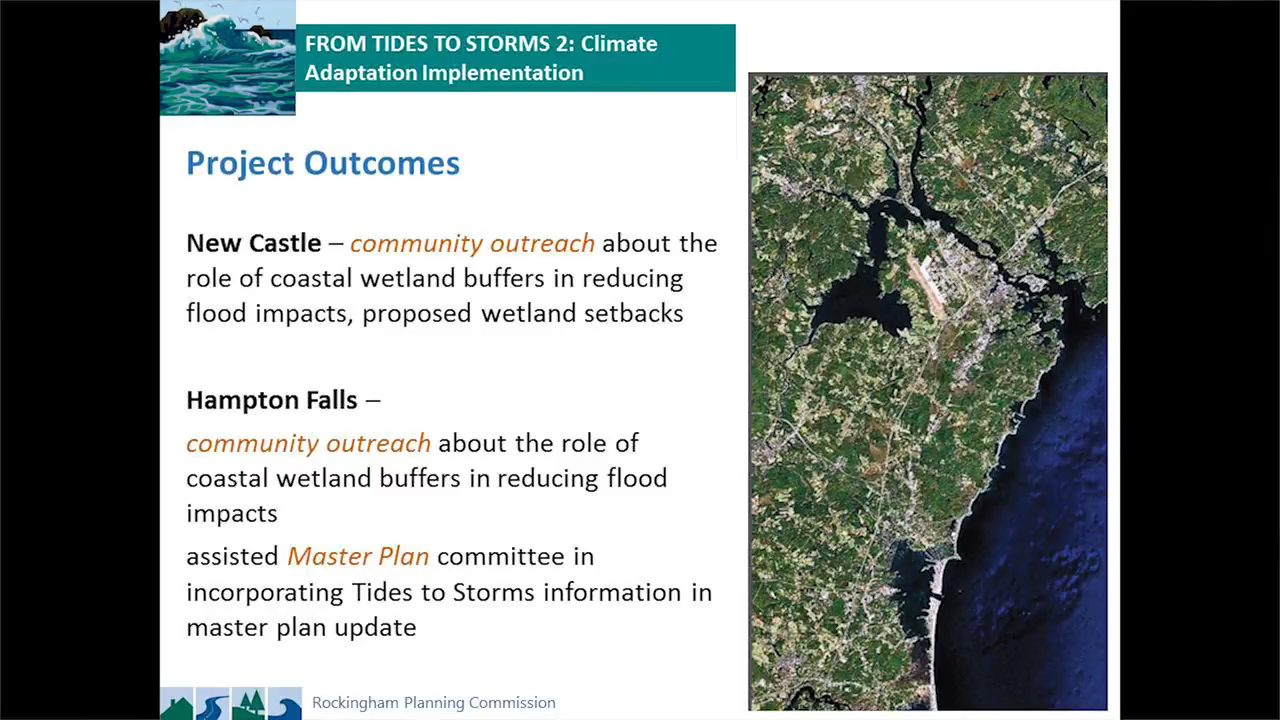 FROM TIDES TO STORMS 2: Climate
Adaptation Implementation
Project Outcomes
New Castle – community outreach about the
role of coastal wetland buffers in reducing
flood impacts, proposed wetland setbacks
Hampton Falls –
community outreach about the role of
coastal wetland buffers in reducing flood
impacts
assisted Master Plan committee in
incorporating Tides to Storms information in
master plan update
Rockingham Planning Commission